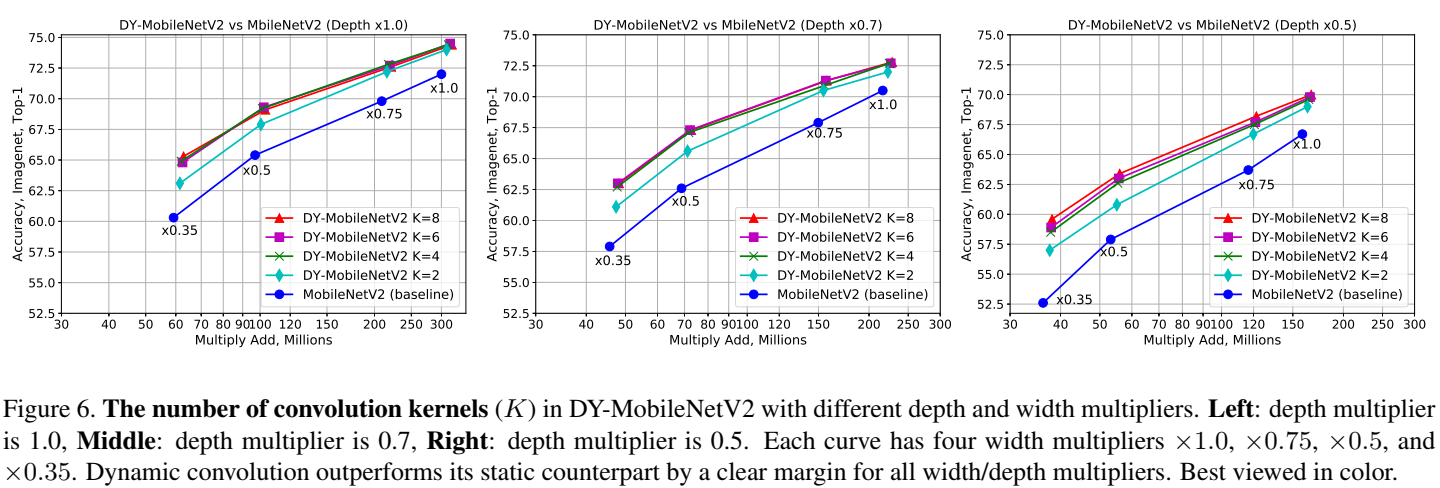 DY-MobileNetV2 vs MbileNetV2 (Depth x1.0)
Accuracy, Imagenet, Top-1
75.0
72.5
70.0
67.5
65.0
62.5
60.0
57.5
55.0
52.5
x1.0
x0.75
x0.5
x0.35
DY-MobileNetV2 K=8
DY-MobileNetV2 K=6
DY-MobileNetV2 K=4
DY-MobileNetV2 K=2
MobileNetV2 (baseline)
30 40 50 60 70 80 90 100 120 150 200 250 300
Multiply Add, Millions
DY-MobileNetV2 vs MbileNetV2 (Depth x0.7)
Accuracy, Imagenet, Top-1
75.0
72.5
70.0
67.5
65.0
62.5
60.0
57.5
55.0
52.5
x1.0
x0.75
x0.5
x0.35
DY-MobileNetV2 K=8
DY-MobileNetV2 K=6
DY-MobileNetV2 K=4
DY-MobileNetV2 K=2
MobileNetV2 (baseline)
30 40 50 60 70 80 90 100 120 150 200 250 300
Multiply Add, Millions
DY-MobileNetV2 vs MbileNetV2 (Depth x0.5)
Accuracy, Imagenet, Top-1
75.0
72.5
70.0
67.5
65.0
62.5
60.0
57.5
55.0
52.5
x1.0
x0.75
x0.5
x0.35
DY-MobileNetV2 K=8
DY-MobileNetV2 K=6
DY-MobileNetV2 K=4
DY-MobileNetV2 K=2
MobileNetV2 (baseline)
30 40 50 60 70 80 90 100 120 150 200 250 300
Multiply Add, Millions
Figure 6. The number of convolution kernels (K) in DY-MobileNetV2 with different depth and width multipliers. Left: depth multiplier
is 1.0, Middle: depth multiplier is 0.7, Right: depth multiplier is 0.5. Each curve has four width multipliers ×1.0, ×0.75, ×0.5, and
×0.35. Dynamic convolution outperforms its static counterpart by a clear margin for all width/depth multipliers. Best viewed in color.